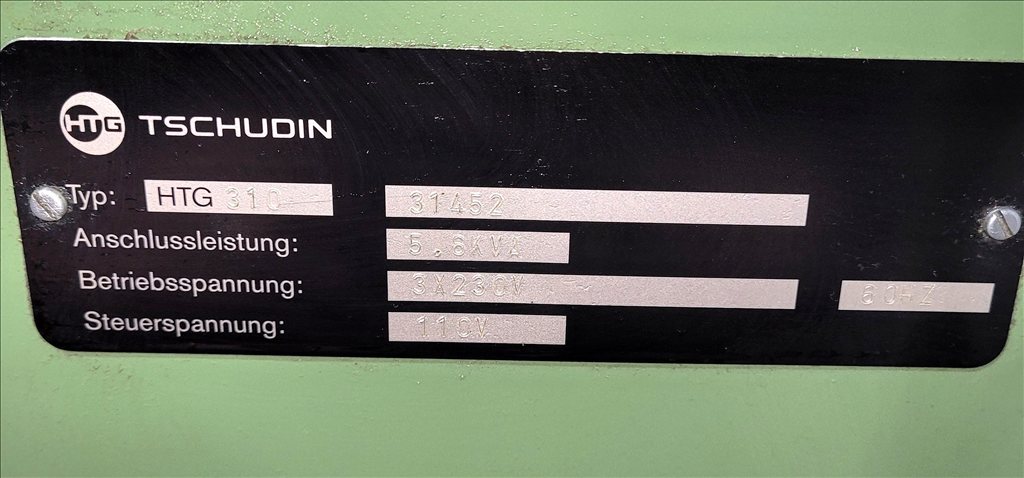 HTG TSCHUDIN
Typ: HTG 310 31452
Anschlussleistung: 5.8KVA
Betriebsspannung: 3X230V 60HZ
Steuerspannung: 110V